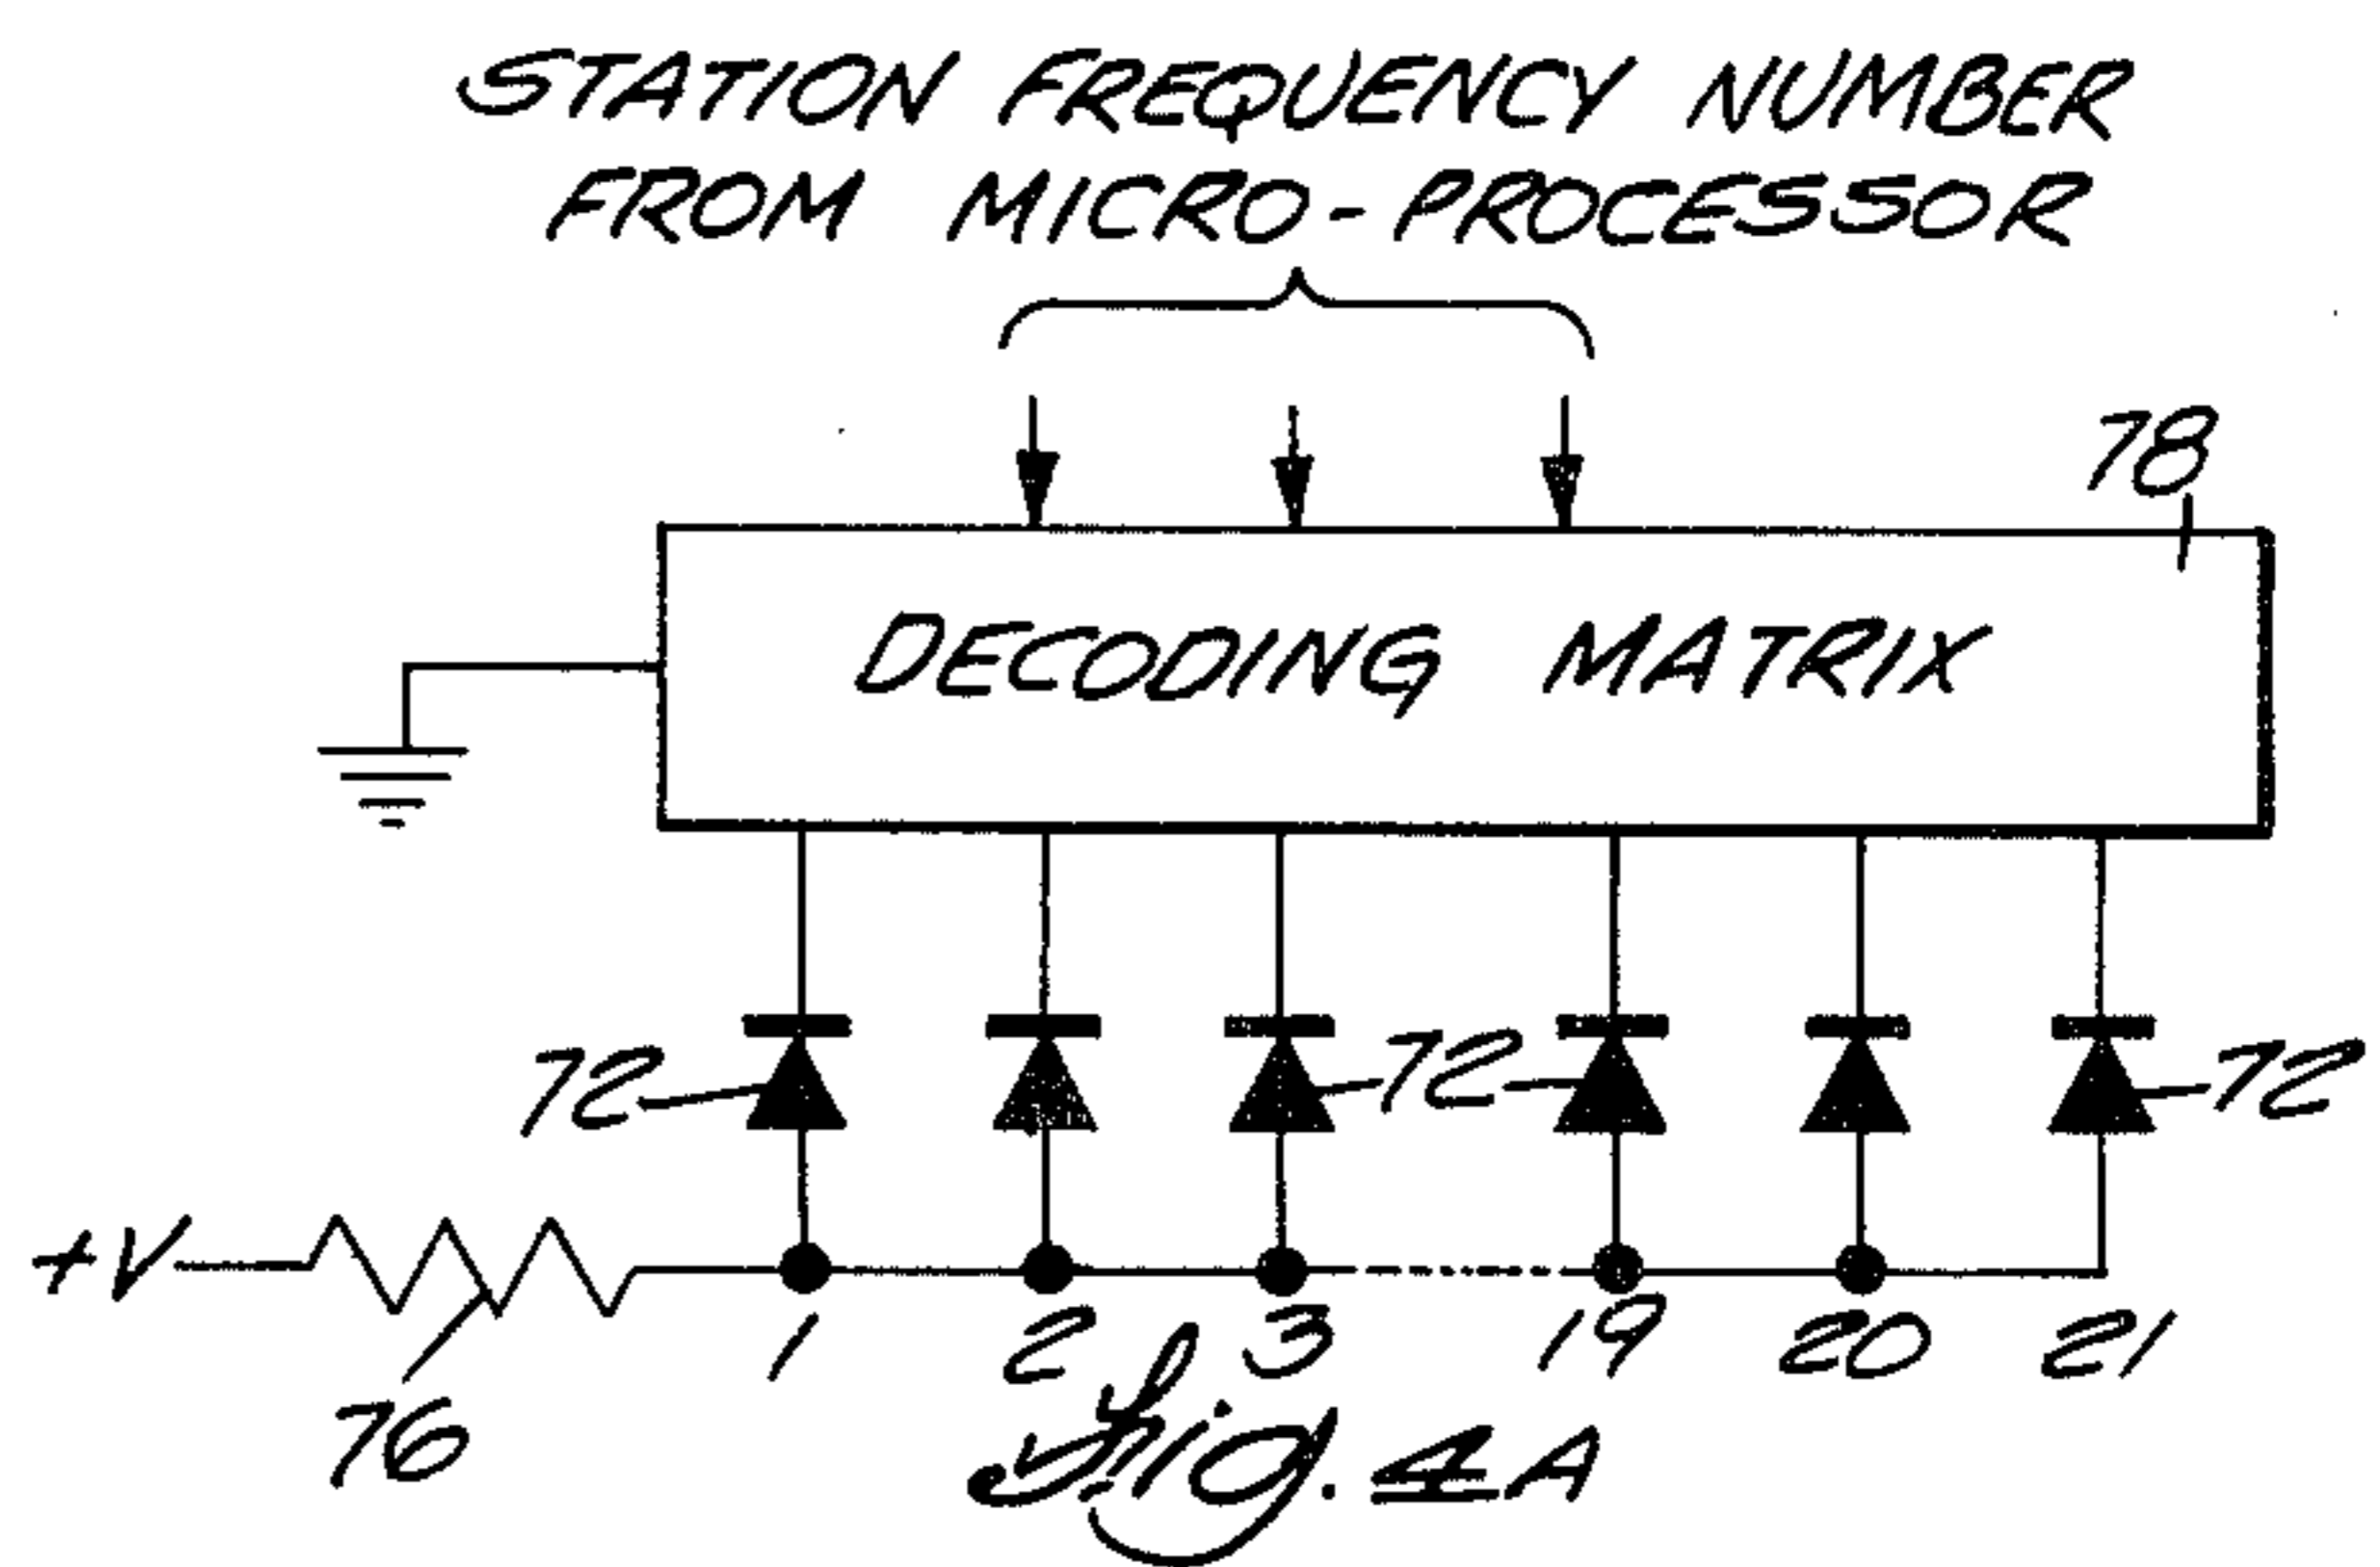 STATION FREQUENCY NUMBER
FROM MICRO-PROCESSOR
78
DECODING MATRIX
72 72 72
+V
1 2 3 19 20 21
76
Fig. 4A